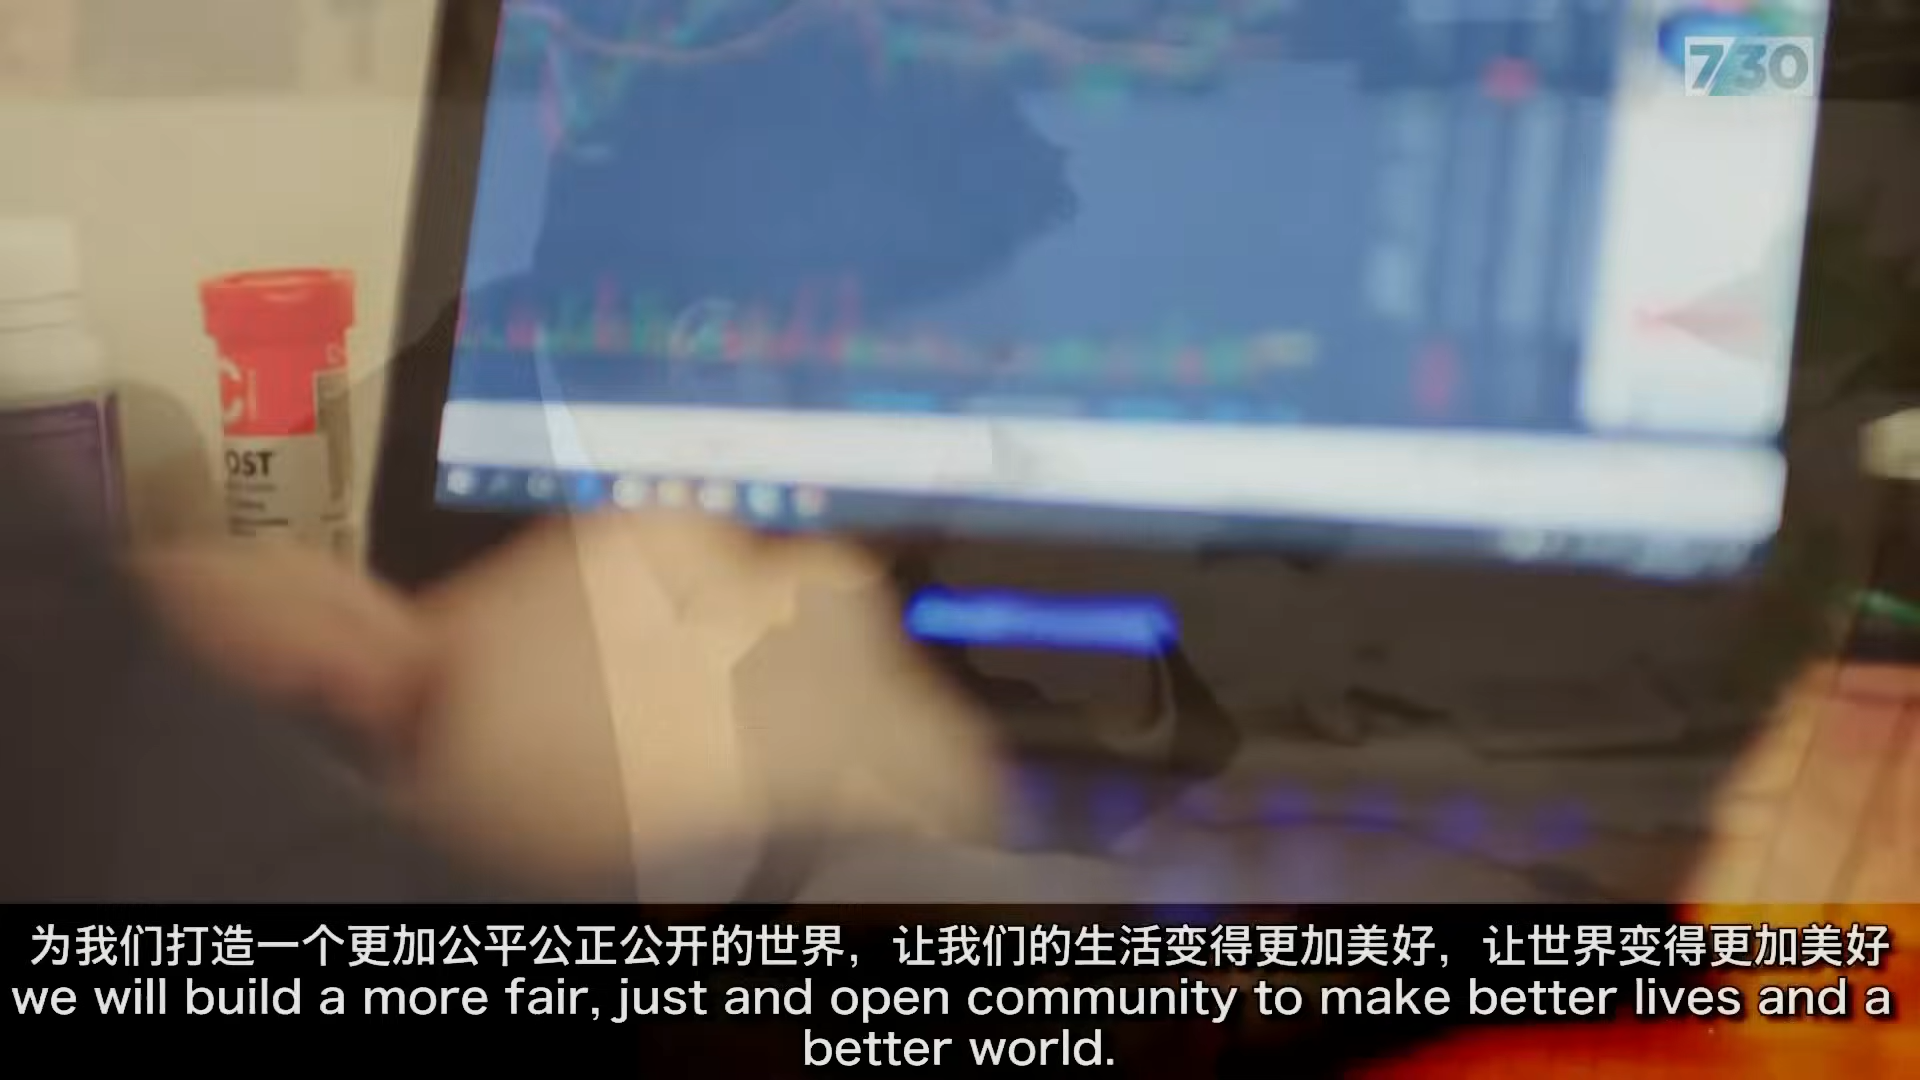 7/30
OST
为我们打造一个更加公平公正公开的世界，让我们的生活变得更加美好，让世界变得更加美好
we will build a more fair, just and open community to make better lives and a
better world.